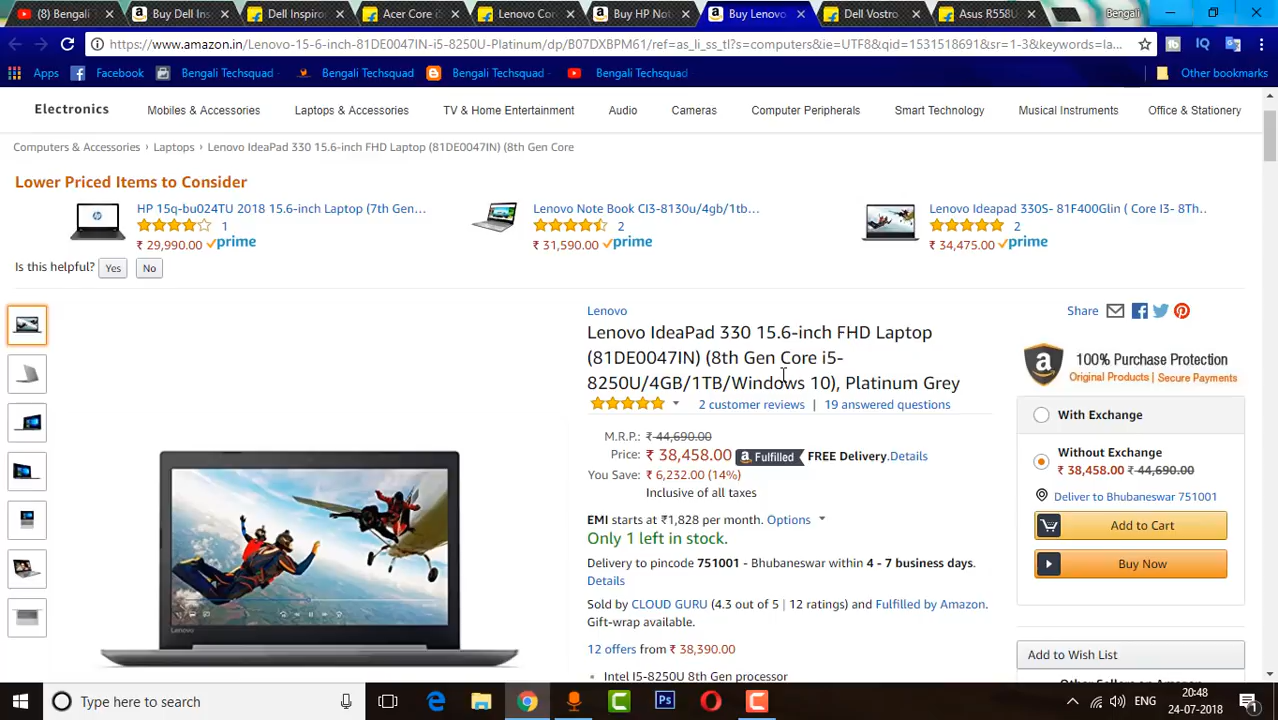 (8) Bengali
Buy Dell Ins
Dell Inspiro
Acer Core i
Lenovo Cor
Buy HP Not
Buy Lenovo
Dell Vostro
Asus R558U
Bengali
https://www.amazon.in/Lenovo-15-6-inch-81DE0047IN-i5-8250U-Platinum/dp/B07DXBPM61/ref=as_li_ss_tl?s=computers&ie=UTF8&qid=1531518691&sr=1-3&keywords=la...
Apps Facebook Bengali Techsquad Bengali Techsquad Bengali Techsquad Bengali Techsquad Other bookmarks
Electronics Mobiles & Accessories Laptops & Accessories TV & Home Entertainment Audio Cameras Computer Peripherals Smart Technology Musical Instruments Office & Stationery
Computers & Accessories › Laptops › Lenovo IdeaPad 330 15.6-inch FHD Laptop (81DE0047IN) (8th Gen Core
Lower Priced Items to Consider
HP 15q-bu024TU 2018 15.6-inch Laptop (7th Gen...
1
₹ 29,990.00 prime
Lenovo Note Book CI3-8130u/4gb/1tb...
2
₹ 31,590.00 prime
Lenovo Ideapad 330S- 81F400Glin ( Core I3- 8Th..
2
₹ 34,475.00 prime
Is this helpful? Yes No
Lenovo
Share
Lenovo IdeaPad 330 15.6-inch FHD Laptop
(81DE0047IN) (8th Gen Core i5-
8250U/4GB/1TB/Windows 10), Platinum Grey
2 customer reviews | 19 answered questions
M.R.P.: ₹ 44,690.00
Price: ₹ 38,458.00 a Fulfilled FREE Delivery.Details
You Save: ₹ 6,232.00 (14%)
Inclusive of all taxes
EMI starts at ₹1,828 per month. Options
Only 1 left in stock.
Delivery to pincode 751001 - Bhubaneswar within 4 - 7 business days.
Details
Sold by CLOUD GURU (4.3 out of 5 | 12 ratings) and Fulfilled by Amazon.
Gift-wrap available.
12 offers from ₹ 38,390.00
Intel I5-8250U 8th Gen processor
a 100% Purchase Protection
Original Products | Secure Payments
With Exchange
Without Exchange
₹ 38,458.00 ₹ 44,690.00
Deliver to Bhubaneswar 751001
Add to Cart
Buy Now
Add to Wish List
Lenovo
Type here to search
ENG
20:48
24-07-2018